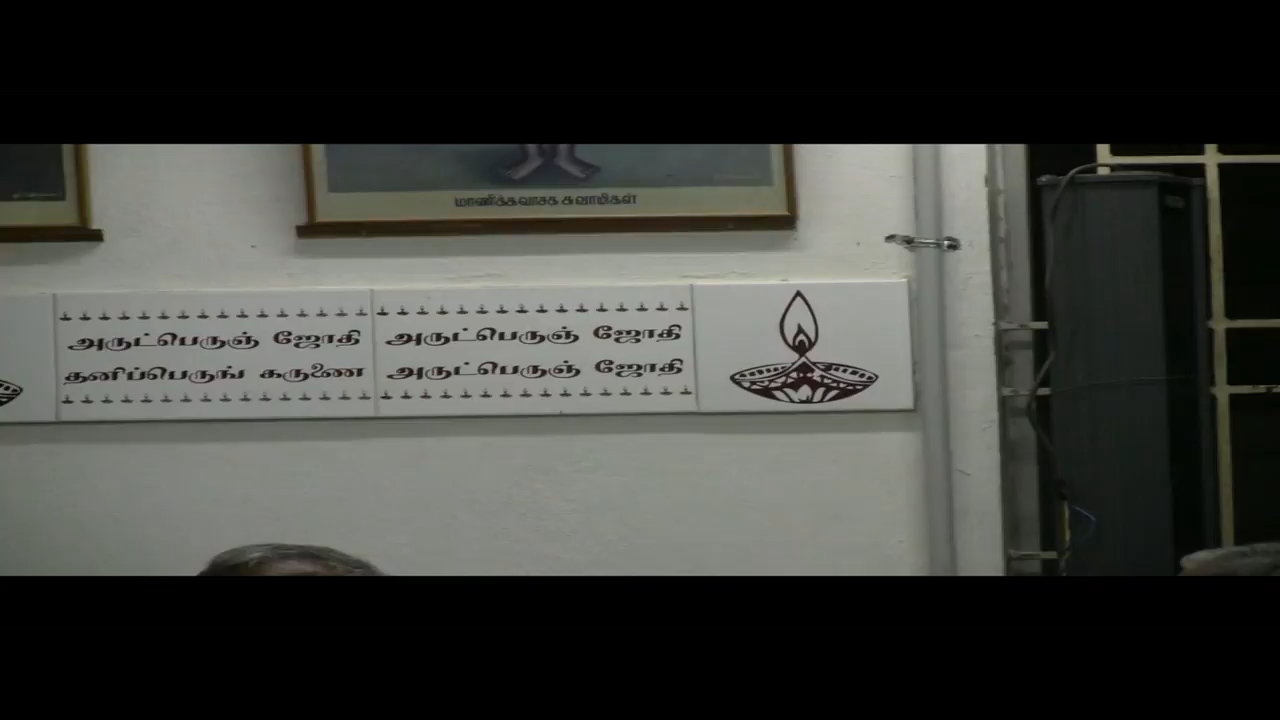 மாணிக்கவாசக சுவாமிகள்
அருட்பெருஞ் ஜோதி
தனிப்பெருங் கருணை
அருட்பெருஞ் ஜோதி
அருட்பெருஞ் ஜோதி